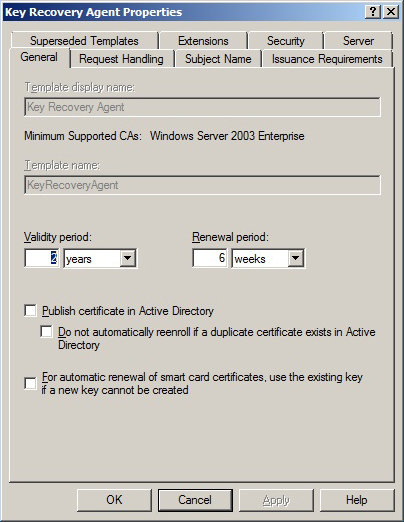 Key Recovery Agent Properties
Superseded Templates Extensions Security Server
General Request Handling Subject Name Issuance Requirements
Template display name:
Key Recovery Agent
Minimum Supported CAs: Windows Server 2003 Enterprise
Template name:
KeyRecoveryAgent
Validity period: Renewal period:
2 years 6 weeks
Publish certificate in Active Directory
Do not automatically reenroll if a duplicate certificate exists in Active
Directory
For automatic renewal of smart card certificates, use the existing key
if a new key cannot be created
OK Cancel Apply Help